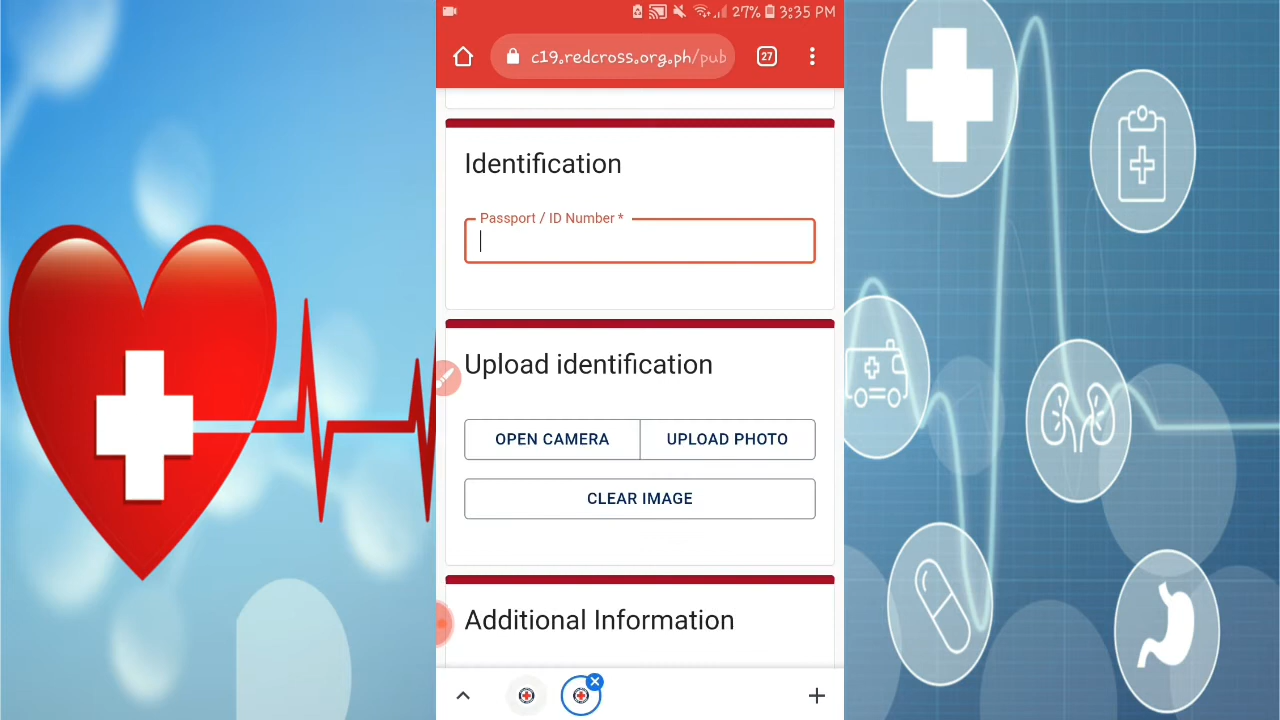 27% 3:35 PM
c19.redcross.org.ph/pub
27
Identification
Passport / ID Number *
Upload identification
OPEN CAMERA
UPLOAD PHOTO
CLEAR IMAGE
Additional Information